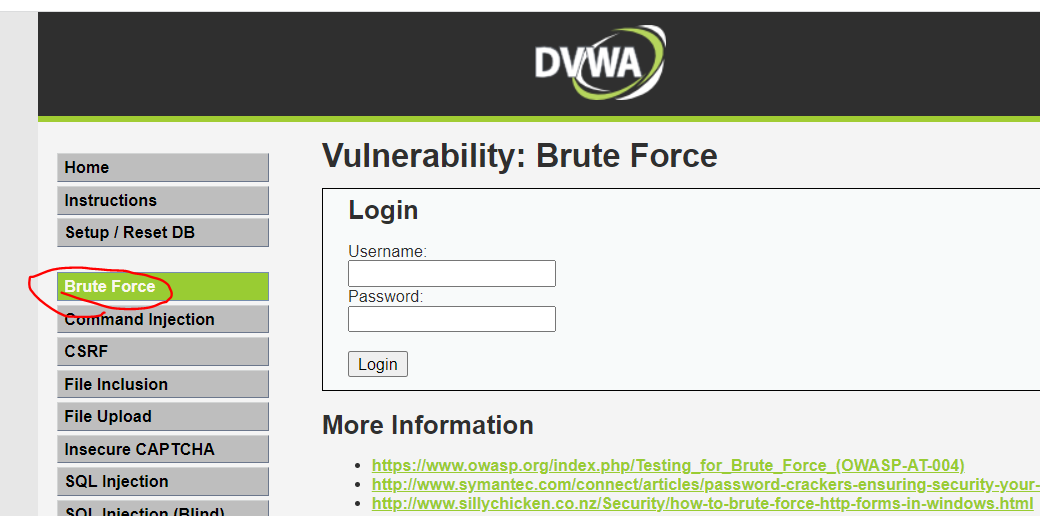 DVWA
Home
Instructions
Setup / Reset DB
Brute Force
Command Injection
CSRF
File Inclusion
File Upload
Insecure CAPTCHA
SQL Injection
SQL Injection (Blind)
Vulnerability: Brute Force
Login
Username:
Password:
Login
More Information
https://www.owasp.org/index.php/Testing_for_Brute_Force_(OWASP-AT-004)
http://www.symantec.com/connect/articles/password-crackers-ensuring-security-your-
http://www.sillychicken.co.nz/Security/how-to-brute-force-http-forms-in-windows.html